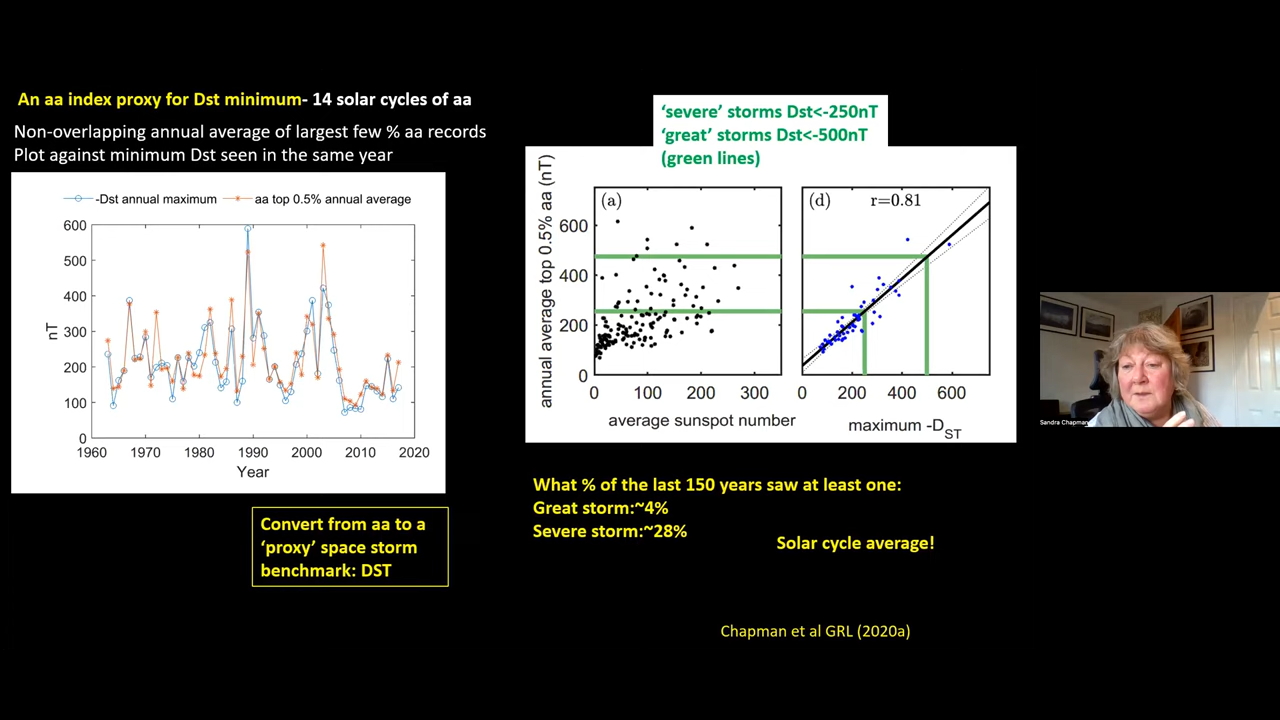 An aa index proxy for Dst minimum- 14 solar cycles of aa
Non-overlapping annual average of largest few % aa records
Plot against minimum Dst seen in the same year
-Dst annual maximum
aa top 0.5% annual average
600
500
400
300
200
100
0
nT
1960 1970 1980 1990 2000 2010 2020
Year
Convert from aa to a
‘proxy’ space storm
benchmark: DST
‘severe’ storms Dst<-250nT
‘great’ storms Dst<-500nT
(green lines)
annual average top 0.5% aa (nT)
600
400
200
0
(a)
0 100 200 300
average sunspot number
(d)
r=0.81
0 200 400 600
maximum -DST
What % of the last 150 years saw at least one:
Great storm:~4%
Severe storm:~28%
Solar cycle average!
Chapman et al GRL (2020a)
Sandra Chapman